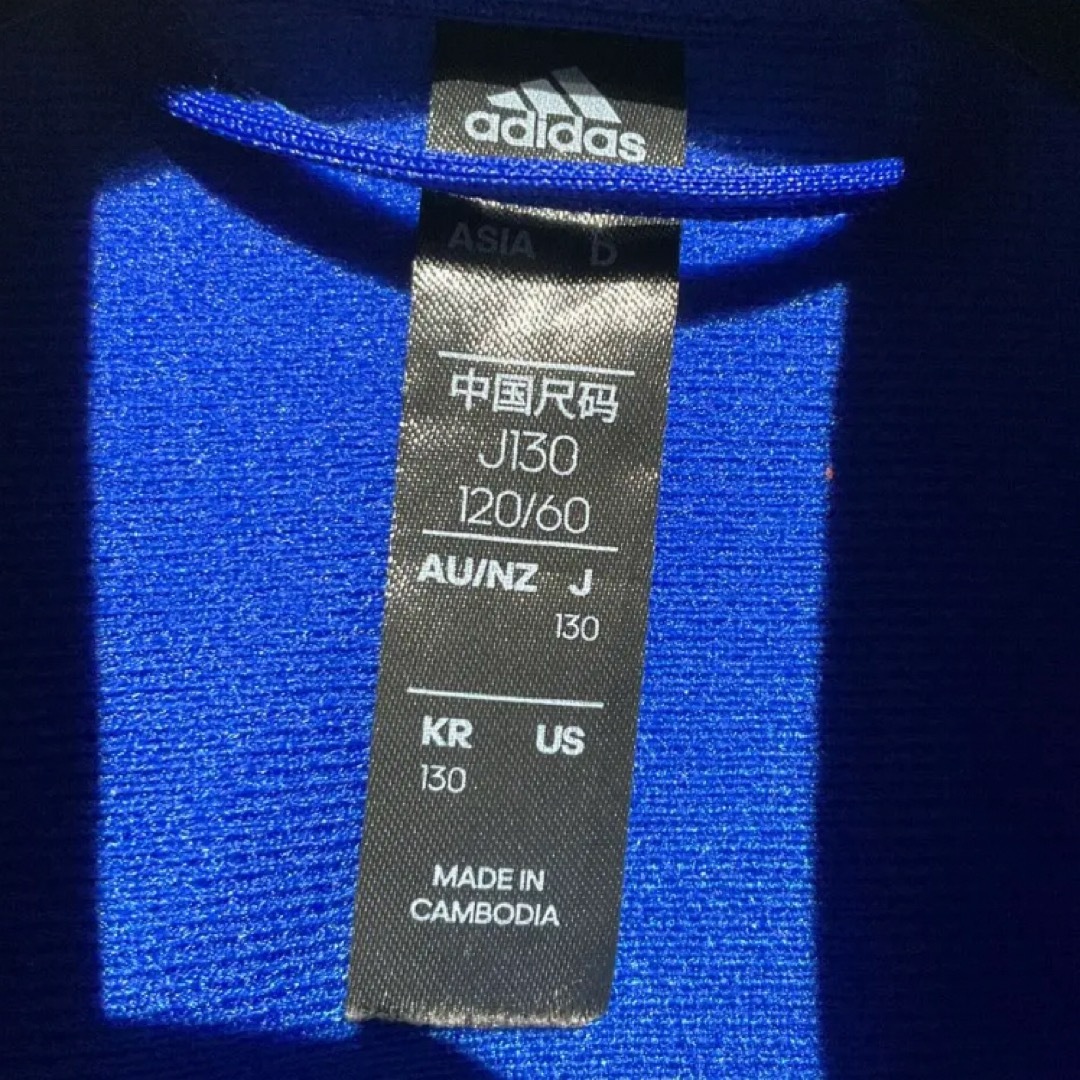 adidas
ASIA D
中国尺码
J130
120/60
AU/NZ J
130
KR US
130
MADE IN
CAMBODIA